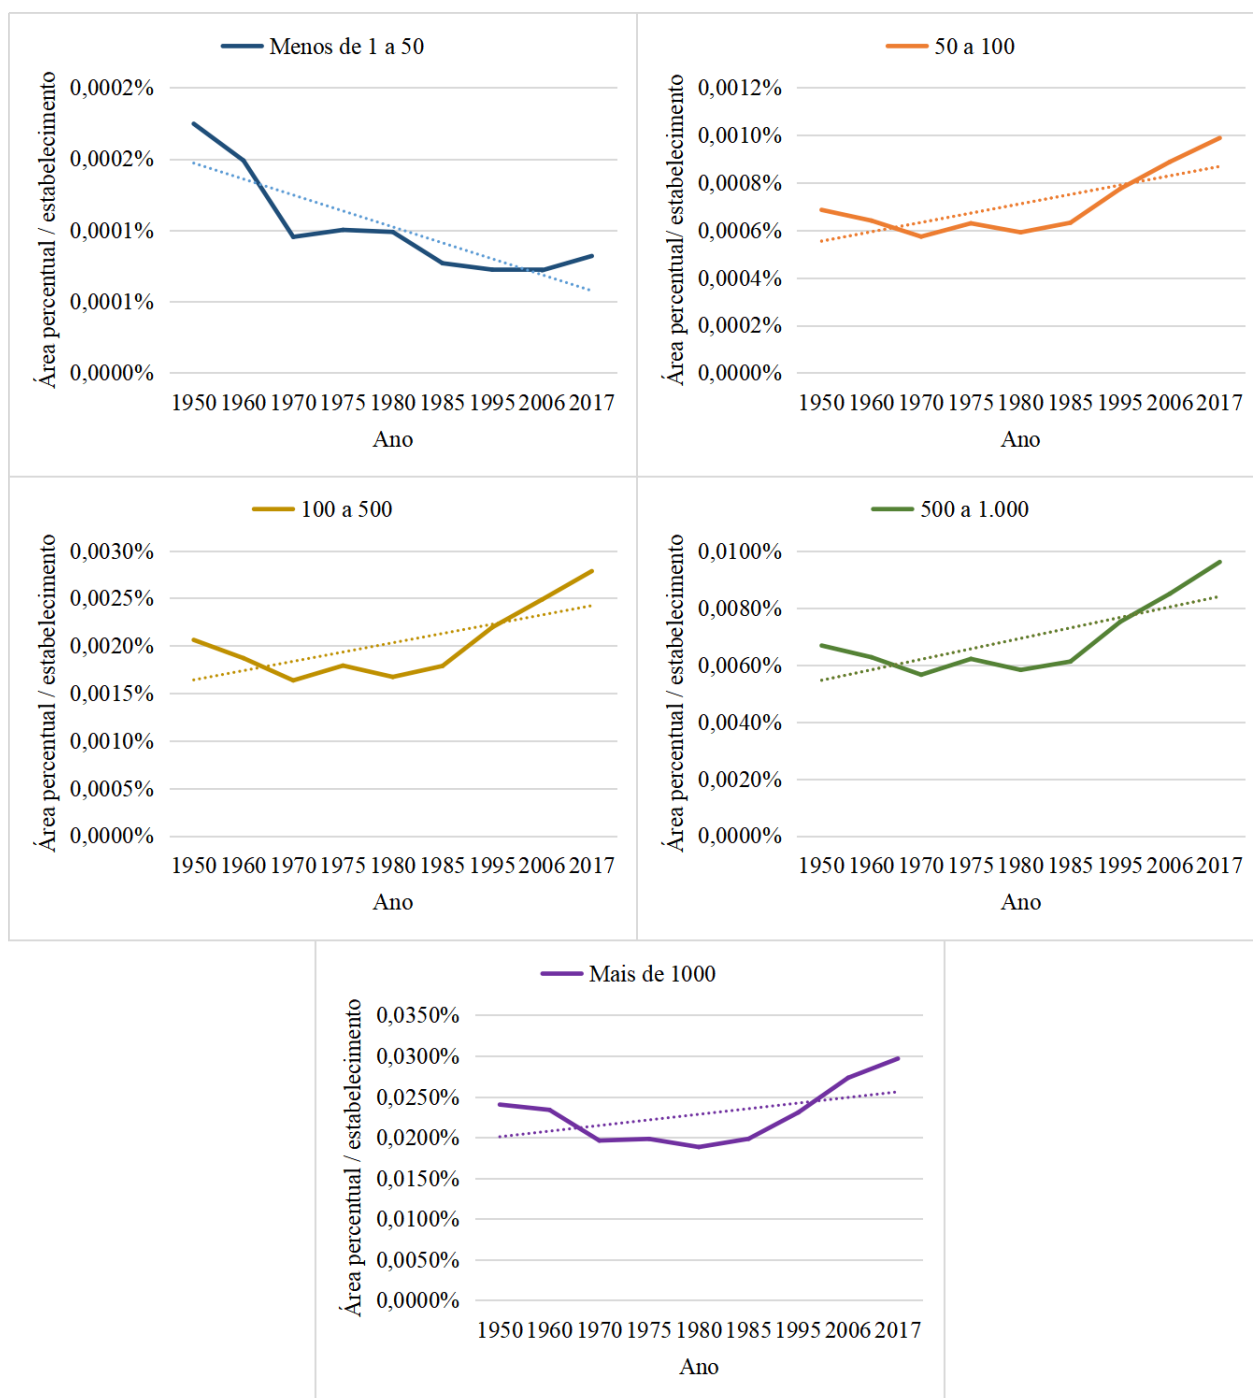 Menos de 1 a 50
Área percentual / estabelecimento
0,0002%
0,0002%
0,0001%
0,0001%
0,0000%
1950 1960 1970 1975 1980 1985 1995 2006 2017
Ano
50 a 100
Área percentual/ estabelecimento
0,0012%
0,0010%
0,0008%
0,0006%
0,0004%
0,0002%
0,0000%
1950 1960 1970 1975 1980 1985 1995 2006 2017
Ano
100 a 500
Área percentual / estabelecimento
0,0030%
0,0025%
0,0020%
0,0015%
0,0010%
0,0005%
0,0000%
1950 1960 1970 1975 1980 1985 1995 2006 2017
Ano
500 a 1.000
Área percentual / estabelecimento
0,0100%
0,0080%
0,0060%
0,0040%
0,0020%
0,0000%
1950 1960 1970 1975 1980 1985 1995 2006 2017
Ano
Mais de 1000
Área percentual / estabelecimento
0,0350%
0,0300%
0,0250%
0,0200%
0,0150%
0,0100%
0,0050%
0,0000%
1950 1960 1970 1975 1980 1985 1995 2006 2017
Ano